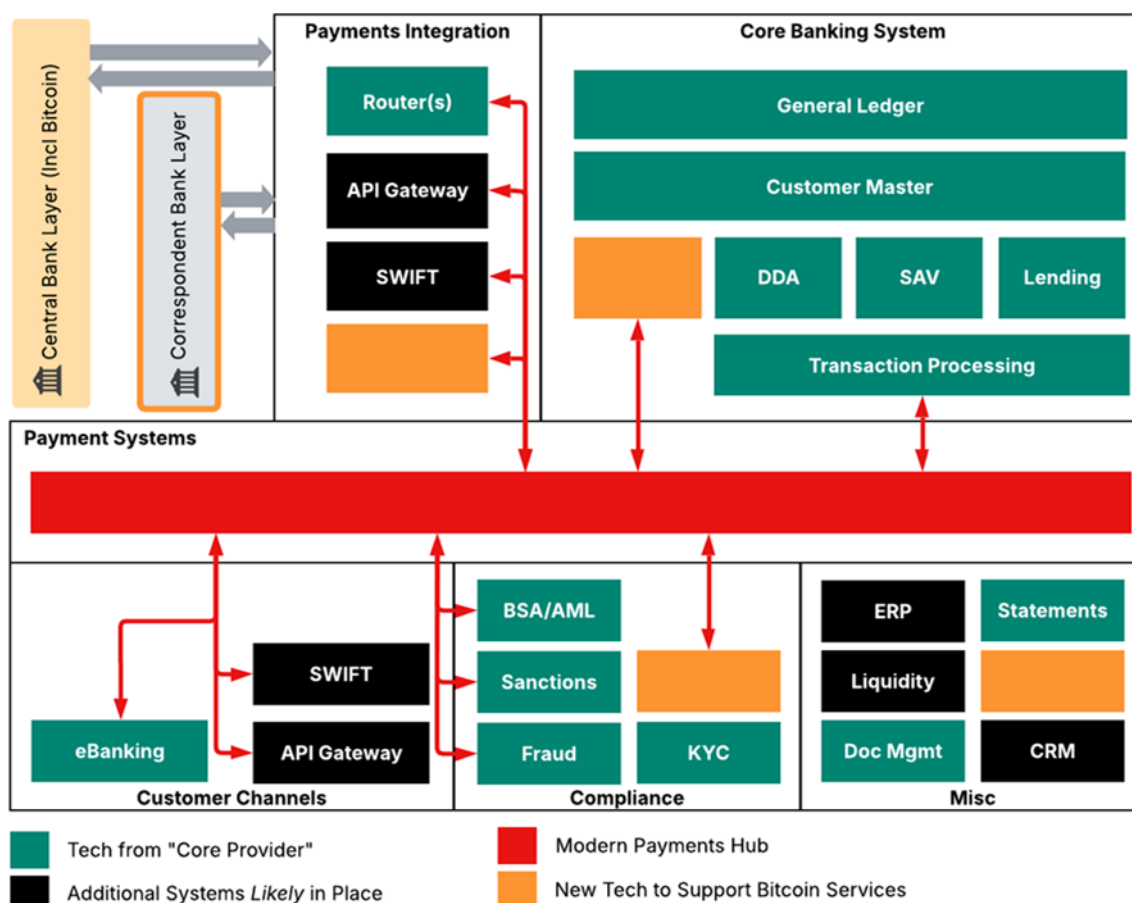 Central Bank Layer (Incl Bitcoin)
Correspondent Bank Layer
Payments Integration
Router(s)
API Gateway
SWIFT
Core Banking System
General Ledger
Customer Master
DDA
SAV
Lending
Transaction Processing
Payment Systems
eBanking
SWIFT
API Gateway
Customer Channels
BSA/AML
Sanctions
Fraud
KYC
Compliance
ERP
Statements
Liquidity
Doc Mgmt
CRM
Misc
Tech from "Core Provider"
Additional Systems Likely in Place
Modern Payments Hub
New Tech to Support Bitcoin Services